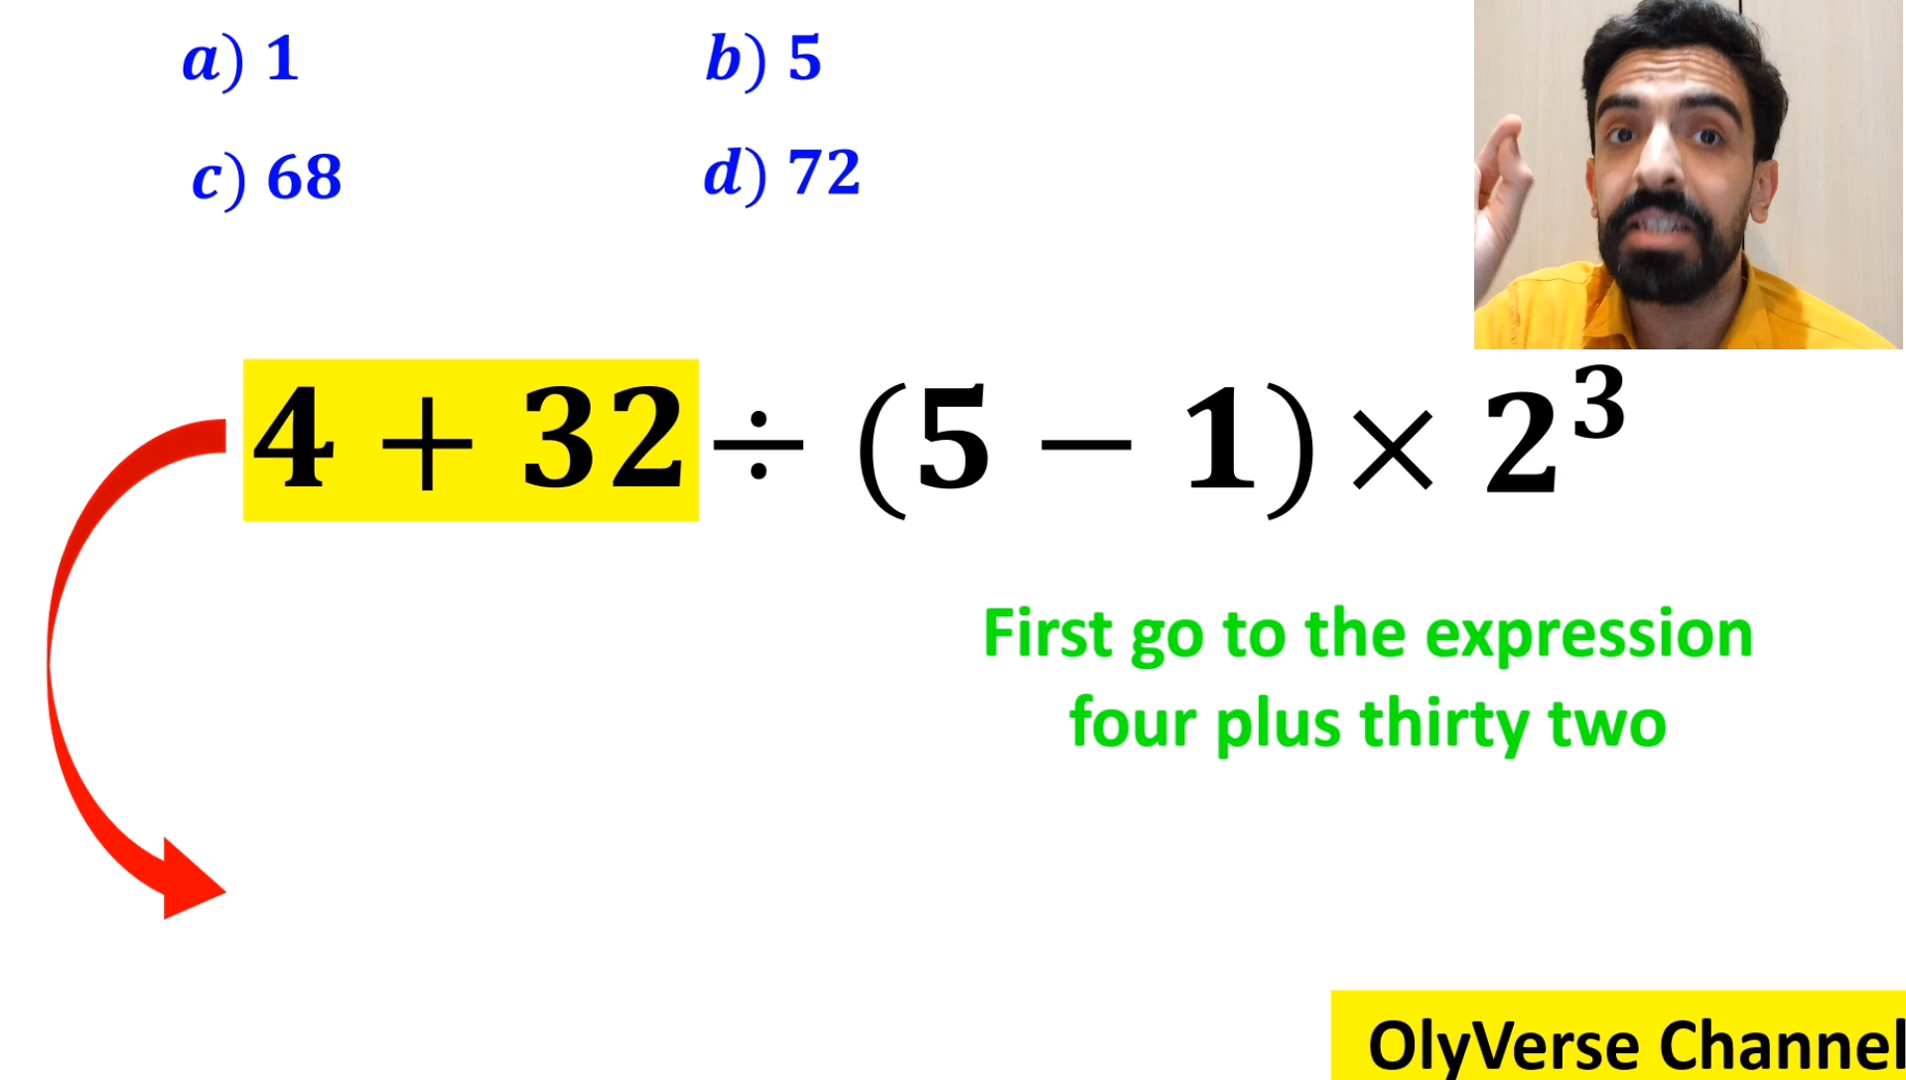 a) 1 b) 5
c) 68 d) 72
4 + 32 ÷ (5 − 1) × 2³
First go to the expression
four plus thirty two
OlyVerse Channel